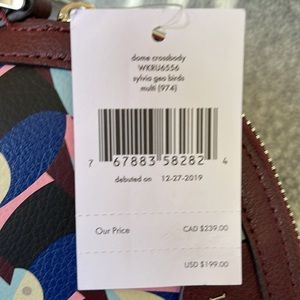 dome crossbody
WKRU6556
sylvia geo birds
multi (974)
7 67883 58282 4
debuted on 12-27-2019
Our Price CAD $239.00
USD $199.00